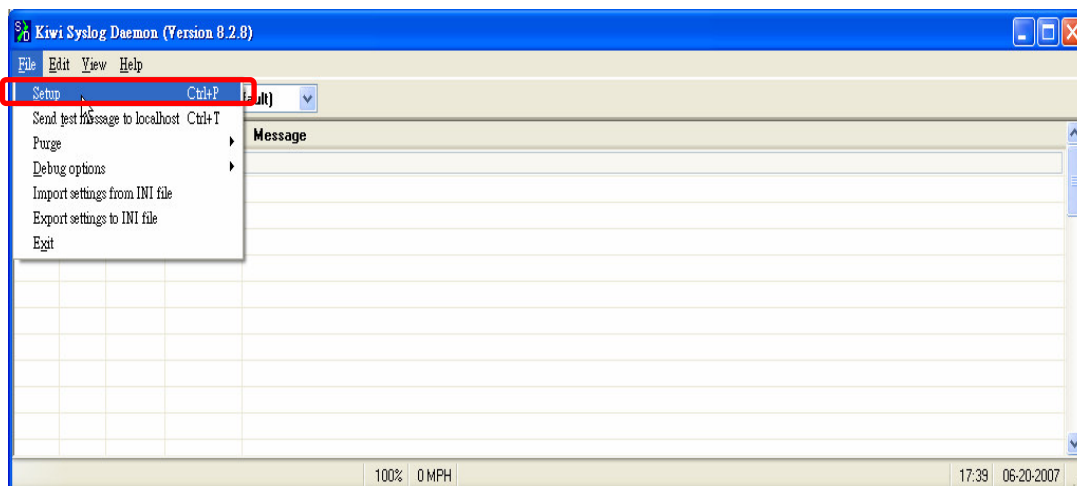 Kiwi Syslog Daemon (Version 8.2.8)
File Edit View Help
Setup Ctrl+P
Send test message to localhost Ctrl+T
Purge
Debug options
Import settings from INI file
Export settings to INI file
Exit
Message
100% 0 MPH 17:39 06-20-2007